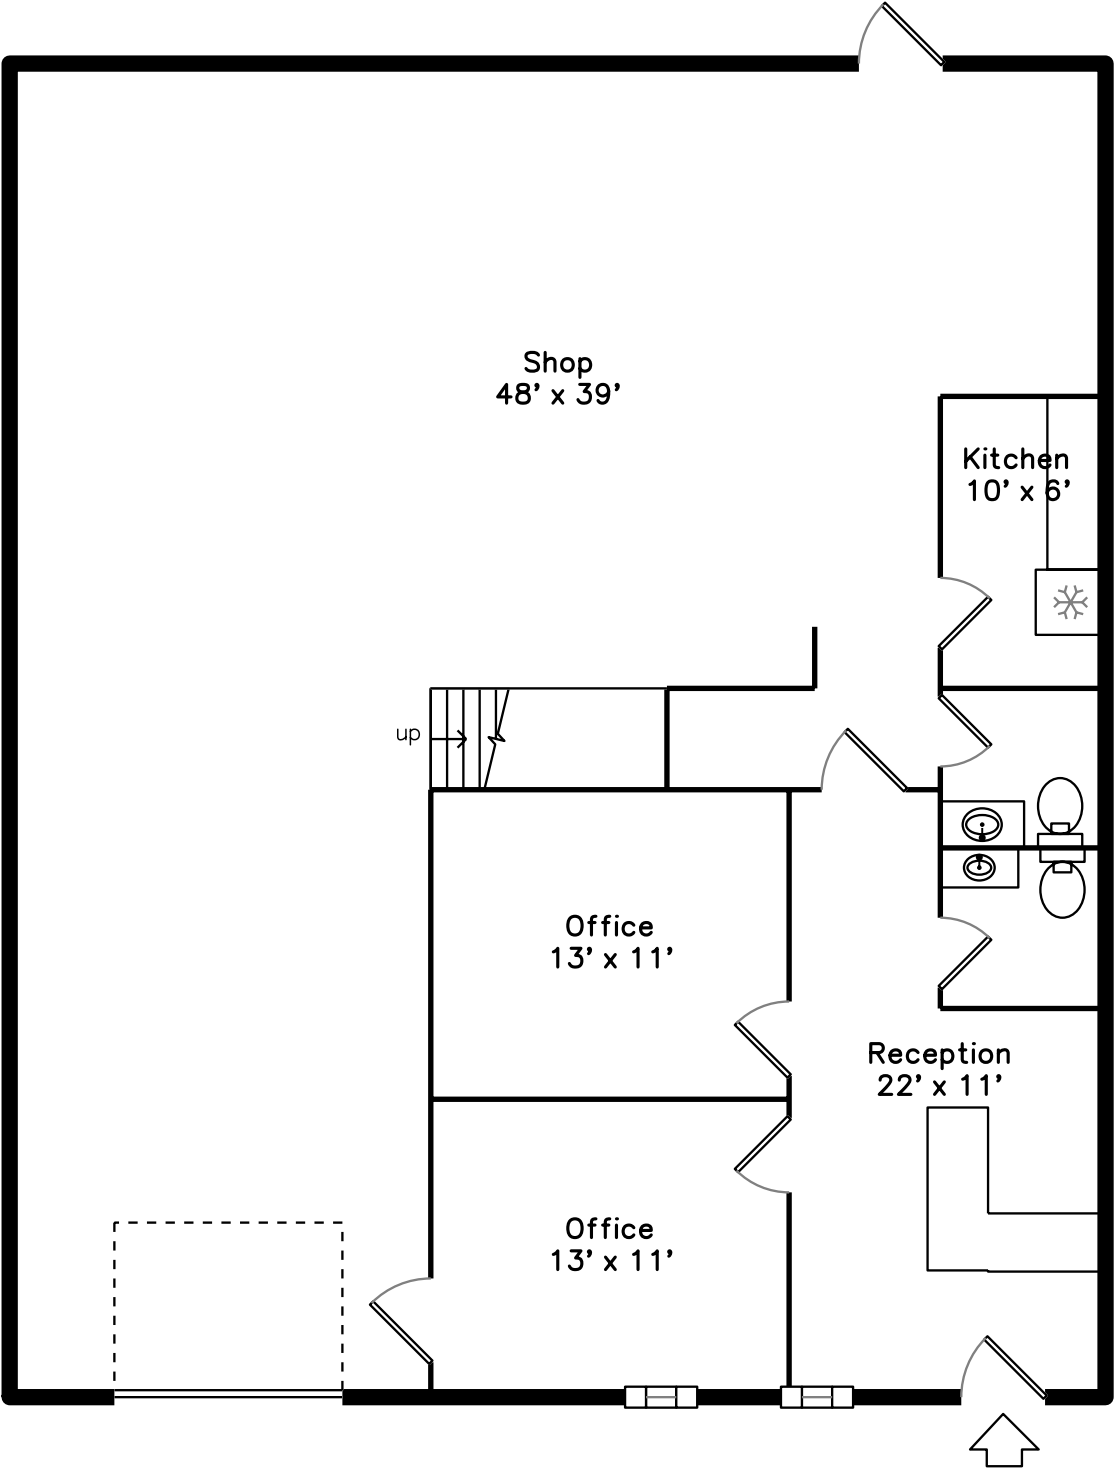 Shop
48' x 39'
Kitchen
10' x 6'
up
Office
13' x 11'
Reception
22' x 11'
Office
13' x 11'